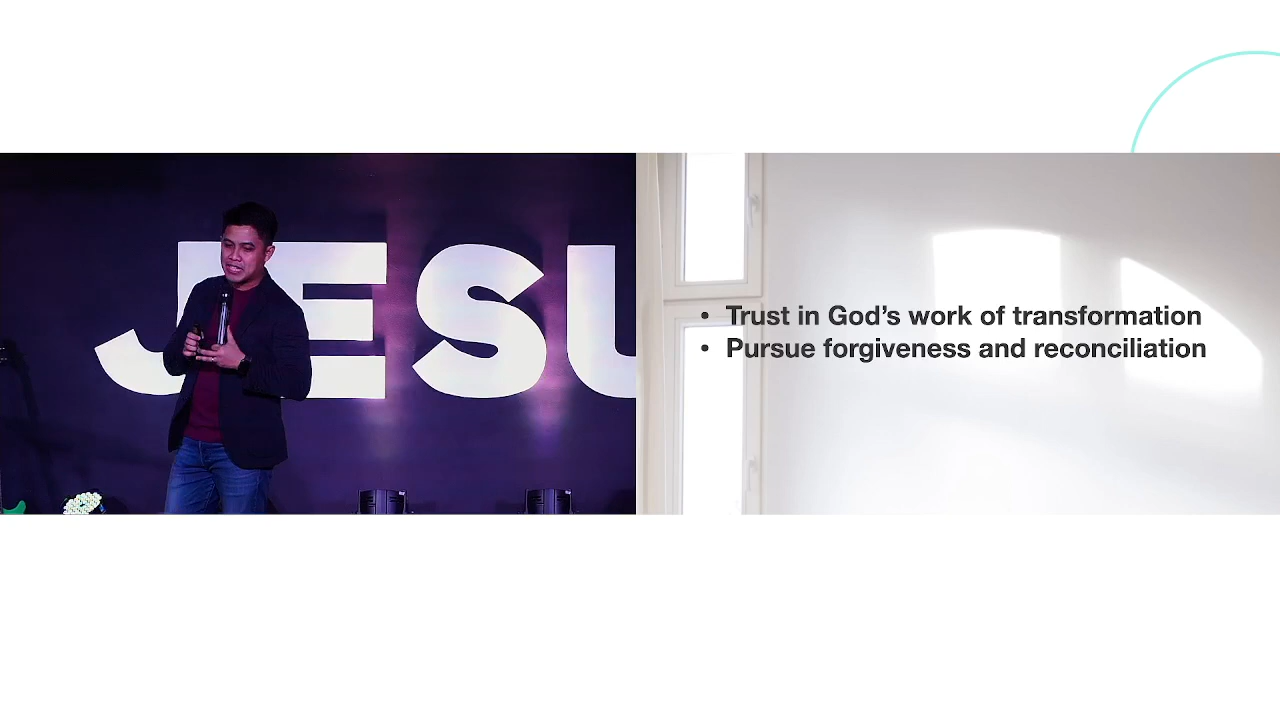 JESU
• Trust in God’s work of transformation
• Pursue forgiveness and reconciliation